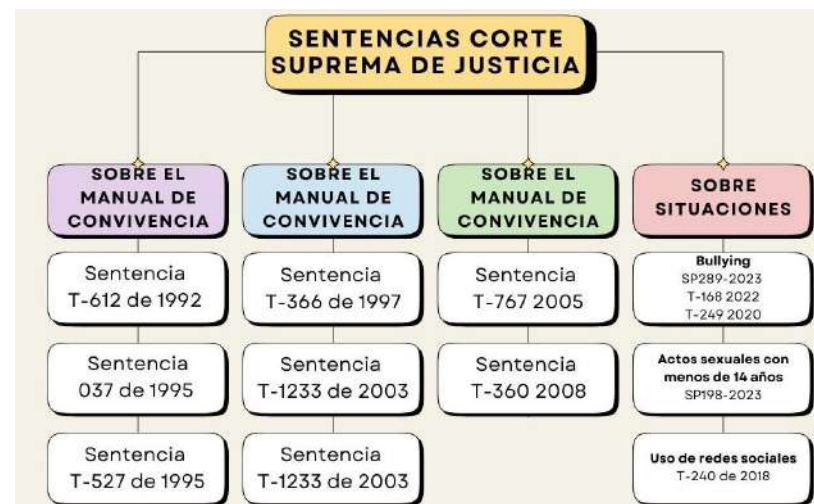 SENTENCIAS CORTE
SUPREMA DE JUSTICIA
SOBRE EL
MANUAL DE
CONVIVENCIA
Sentencia
T-612 de 1992
Sentencia
037 de 1995
Sentencia
T-527 de 1995
SOBRE EL
MANUAL DE
CONVIVENCIA
Sentencia
T-366 de 1997
Sentencia
T-1233 de 2003
Sentencia
T-1233 de 2003
SOBRE EL
MANUAL DE
CONVIVENCIA
Sentencia
T-767 2005
Sentencia
T-360 2008
SOBRE
SITUACIONES
Bullying
SP289-2023
T-168 2022
T-249 2020
Actos sexuales con
menos de 14 años
SP198-2023
Uso de redes sociales
T-240 de 2018